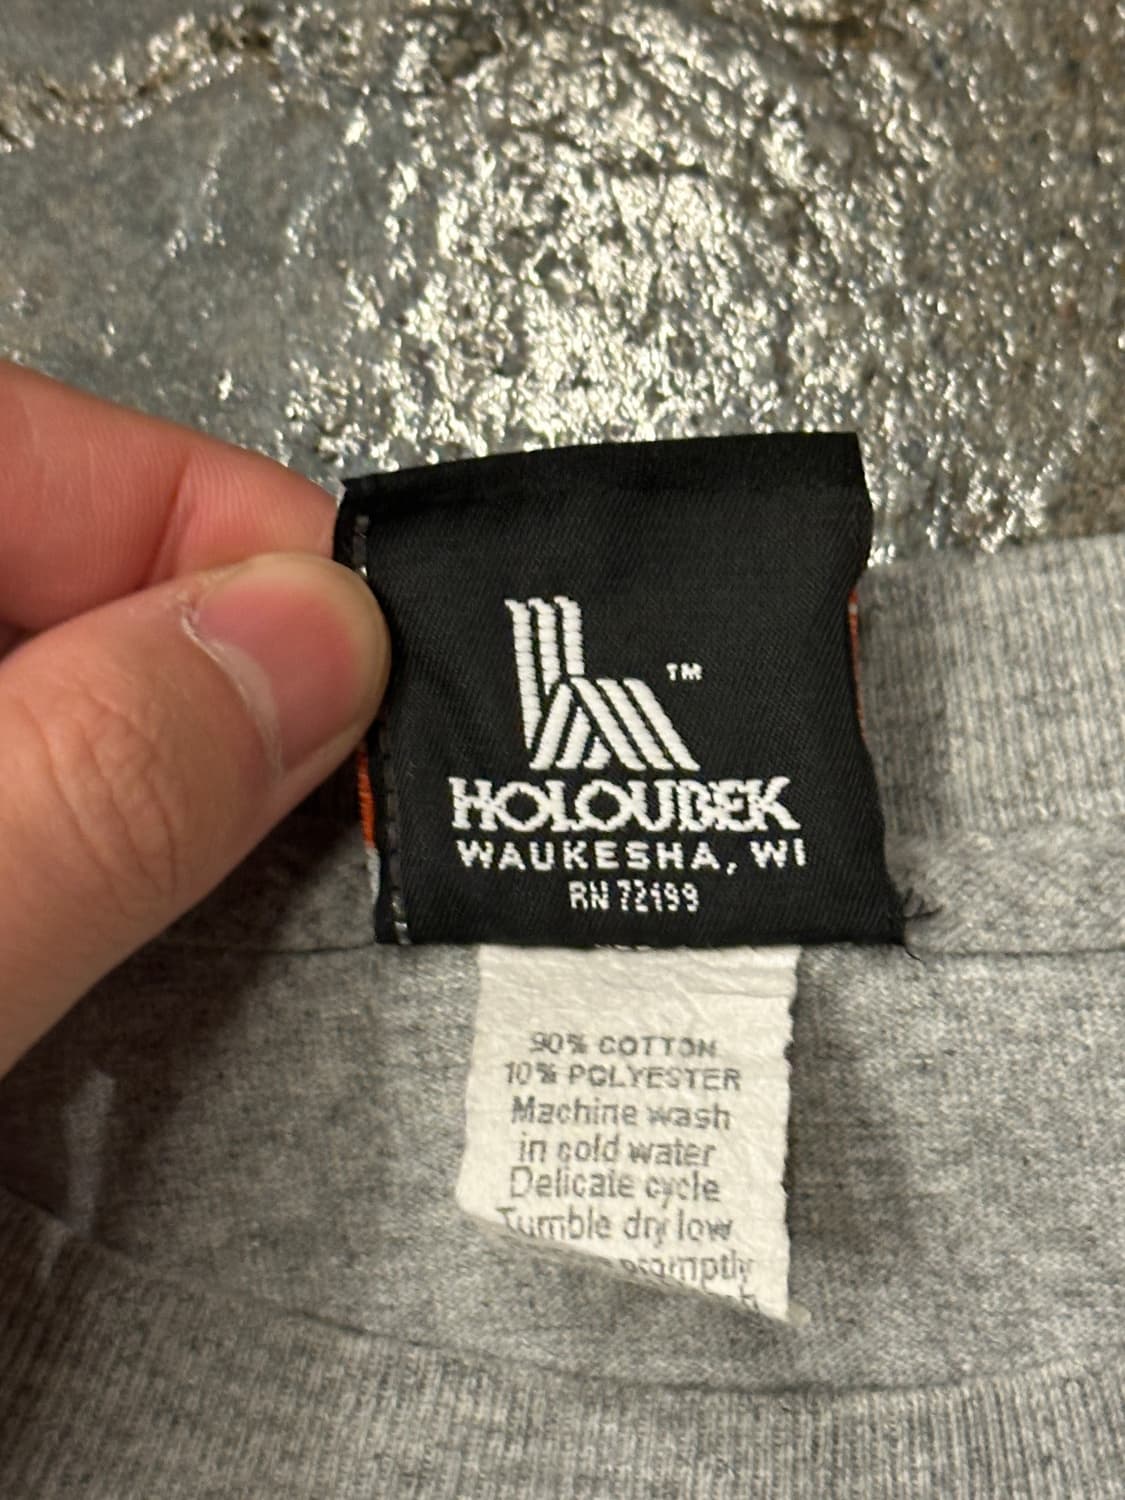 TM
HOLOUBEK
WAUKESHA, WI
RN 72199
90% COTTON
10% POLYESTER
Machine wash
in cold water
Delicate cycle
Tumble dry low
promptly